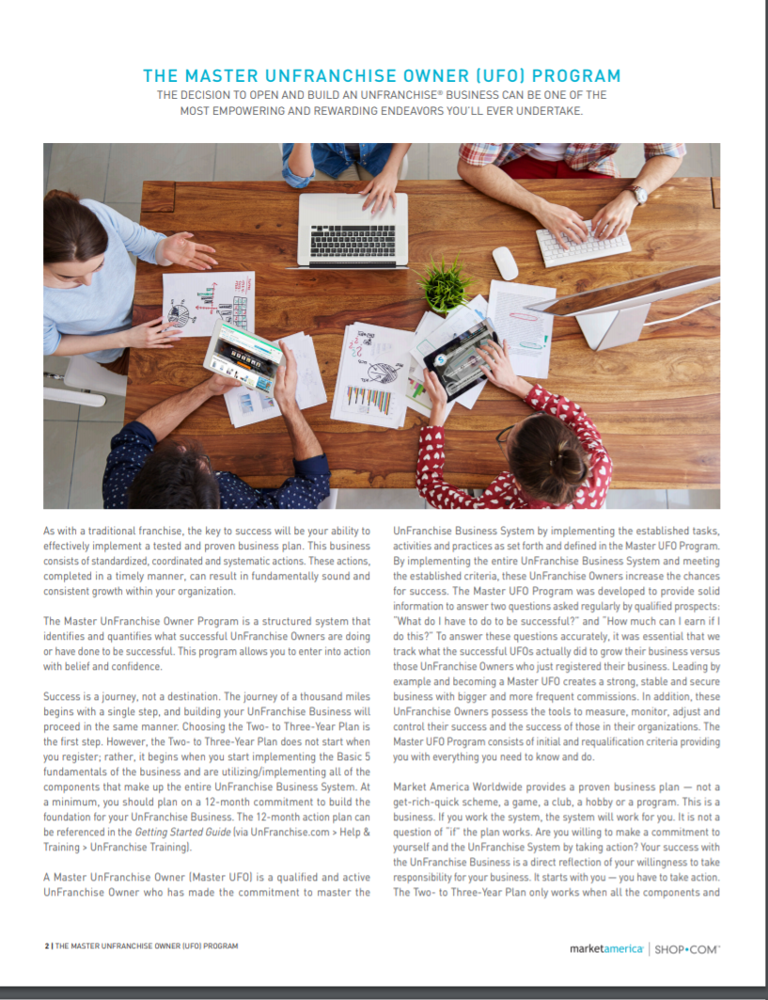 THE MASTER UNFRANCHISE OWNER (UFO) PROGRAM
THE DECISION TO OPEN AND BUILD AN UNFRANCHISE® BUSINESS CAN BE ONE OF THE
MOST EMPOWERING AND REWARDING ENDEAVORS YOU'LL EVER UNDERTAKE.
As with a traditional franchise, the key to success will be your ability to
effectively implement a tested and proven business plan. This business
consists of standardized, coordinated and systematic actions. These actions,
completed in a timely manner, can result in fundamentally sound and
consistent growth within your organization.
The Master UnFranchise Owner Program is a structured system that
identifies and quantifies what successful UnFranchise Owners are doing
or have done to be successful. This program allows you to enter into action
with belief and confidence.
Success is a journey, not a destination. The journey of a thousand miles
begins with a single step, and building your UnFranchise Business will
proceed in the same manner. Choosing the Two- to Three-Year Plan is
the first step. However, the Two- to Three-Year Plan does not start when
you register; rather, it begins when you start implementing the Basic 5
fundamentals of the business and are utilizing/implementing all of the
components that make up the entire UnFranchise Business System. At
a minimum, you should plan on a 12-month commitment to build the
foundation for your UnFranchise Business. The 12-month action plan can
be referenced in the Getting Started Guide (via UnFranchise.com > Help &
Training > UnFranchise Training).
A Master UnFranchise Owner (Master UFO) is a qualified and active
UnFranchise Owner who has made the commitment to master the
UnFranchise Business System by implementing the established tasks,
activities and practices as set forth and defined in the Master UFO Program.
By implementing the entire UnFranchise Business System and meeting
the established criteria, these UnFranchise Owners increase the chances
for success. The Master UFO Program was developed to provide solid
information to answer two questions asked regularly by qualified prospects:
"What do I have to do to be successful?" and "How much can I earn if I
do this?" To answer these questions accurately, it was essential that we
track what the successful UFOs actually did to grow their business versus
those UnFranchise Owners who just registered their business. Leading by
example and becoming a Master UFO creates a strong, stable and secure
business with bigger and more frequent commissions. In addition, these
UnFranchise Owners possess the tools to measure, monitor, adjust and
control their success and the success of those in their organizations. The
Master UFO Program consists of initial and requalification criteria providing
you with everything you need to know and do.
Market America Worldwide provides a proven business plan — not a
get-rich-quick scheme, a game, a club, a hobby or a program. This is a
business. If you work the system, the system will work for you. It is not a
question of "if" the plan works. Are you willing to make a commitment to
yourself and the UnFranchise System by taking action? Your success with
the UnFranchise Business is a direct reflection of your willingness to take
responsibility for your business. It starts with you — you have to take action.
The Two- to Three-Year Plan only works when all the components and
2 | THE MASTER UNFRANCHISE OWNER (UFO) PROGRAM
marketamerica | SHOP•COM